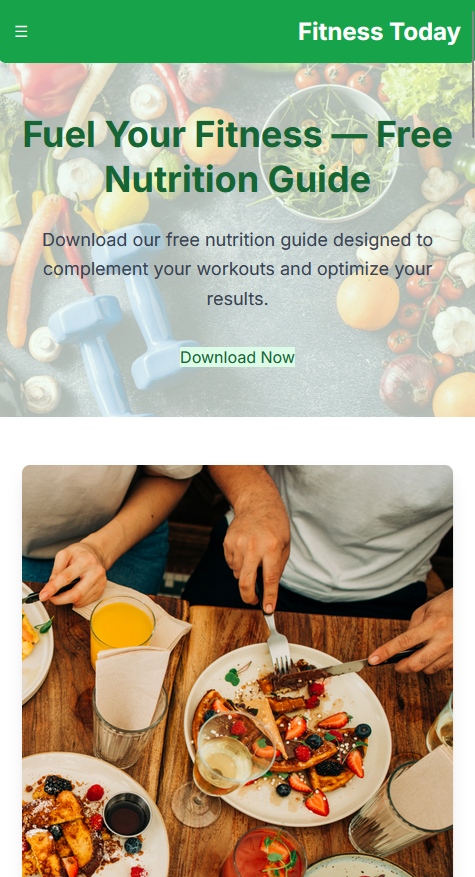 ☰ Fitness Today
Fuel Your Fitness — Free
Nutrition Guide
Download our free nutrition guide designed to
complement your workouts and optimize your
results.
Download Now